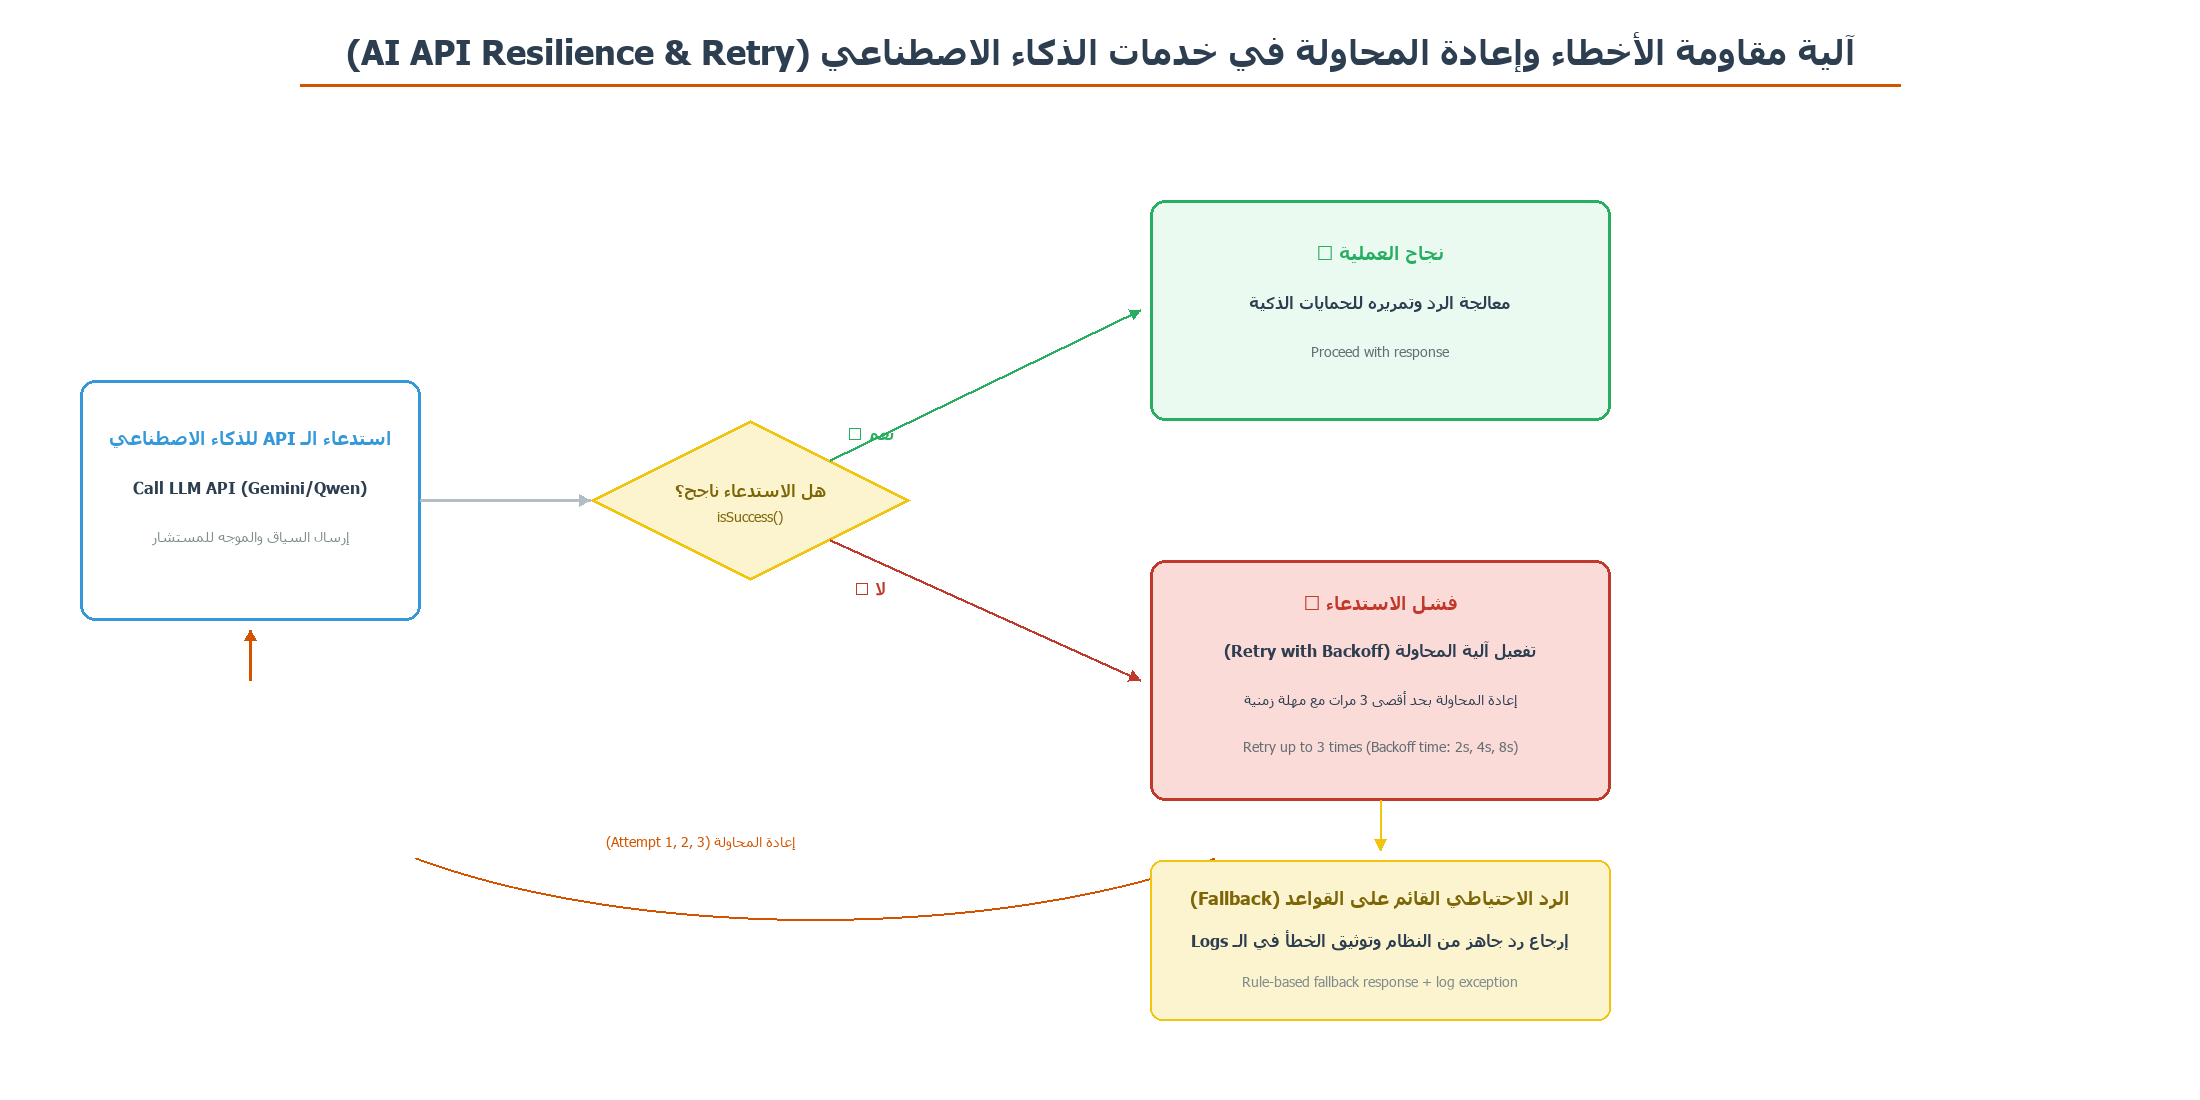 آلية مقاومة الأخطاء وإعادة المحاولة في خدمات الذكاء الاصطناعي (AI API Resilience & Retry)
نجاح العملية □
معالجة الرد وتمريره للحمايات الذكية
Proceed with response
استدعاء الـ API للذكاء الاصطناعي
Call LLM API (Gemini/Qwen)
إرسال السياق والموجه للمستشار
نعم □
هل الاستدعاء ناجح؟
isSuccess()
لا □
فشل الاستدعاء □
تفعيل آلية المحاولة (Retry with Backoff)
إعادة المحاولة بحد أقصى 3 مرات مع مهلة زمنية
Retry up to 3 times (Backoff time: 2s, 4s, 8s)
إعادة المحاولة (Attempt 1, 2, 3)
الرد الاحتياطي القائم على القواعد (Fallback)
إرجاع رد جاهز من النظام وتوثيق الخطأ في الـ Logs
Rule-based fallback response + log exception